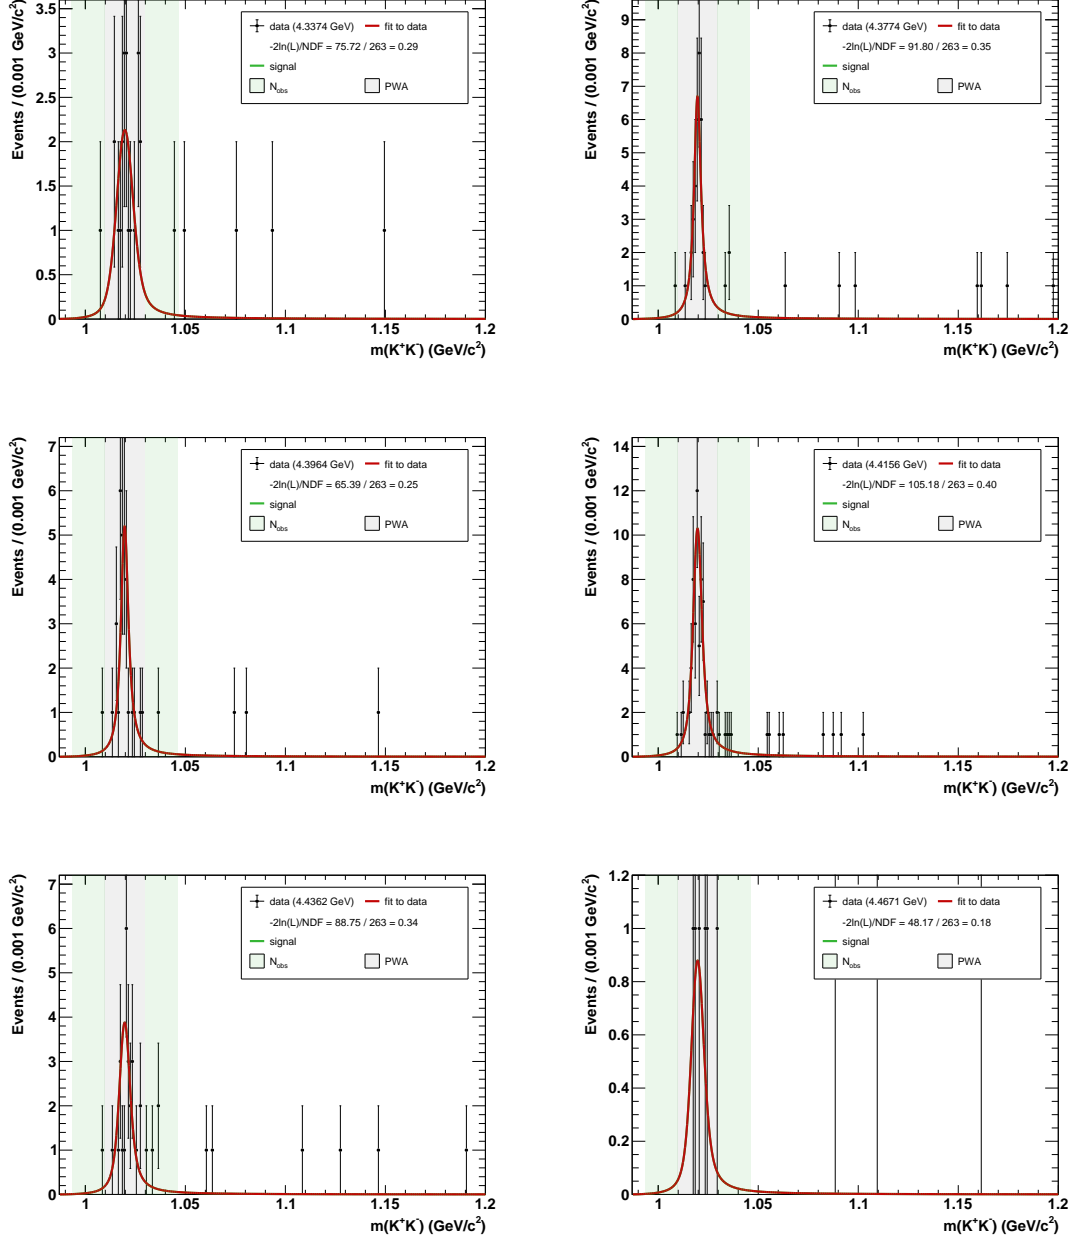 Events / (0.001 GeV/c²)
3.5
3
2.5
2
1.5
1
0.5
0
data (4.3374 GeV) fit to data
-2ln(L)/NDF = 75.72 / 263 = 0.29
signal
N_obs PWA
1 1.05 1.1 1.15 1.2
m(K⁺K⁻) (GeV/c²)
Events / (0.001 GeV/c²)
9
8
7
6
5
4
3
2
1
0
data (4.3774 GeV) fit to data
-2ln(L)/NDF = 91.80 / 263 = 0.35
signal
N_obs PWA
1 1.05 1.1 1.15 1.2
m(K⁺K⁻) (GeV/c²)
Events / (0.001 GeV/c²)
7
6
5
4
3
2
1
0
data (4.3964 GeV) fit to data
-2ln(L)/NDF = 65.39 / 263 = 0.25
signal
N_obs PWA
1 1.05 1.1 1.15 1.2
m(K⁺K⁻) (GeV/c²)
Events / (0.001 GeV/c²)
14
12
10
8
6
4
2
0
data (4.4156 GeV) fit to data
-2ln(L)/NDF = 105.18 / 263 = 0.40
signal
N_obs PWA
1 1.05 1.1 1.15 1.2
m(K⁺K⁻) (GeV/c²)
Events / (0.001 GeV/c²)
7
6
5
4
3
2
1
0
data (4.4362 GeV) fit to data
-2ln(L)/NDF = 88.75 / 263 = 0.34
signal
N_obs PWA
1 1.05 1.1 1.15 1.2
m(K⁺K⁻) (GeV/c²)
Events / (0.001 GeV/c²)
1.2
1
0.8
0.6
0.4
0.2
0
data (4.4671 GeV) fit to data
-2ln(L)/NDF = 48.17 / 263 = 0.18
signal
N_obs PWA
1 1.05 1.1 1.15 1.2
m(K⁺K⁻) (GeV/c²)